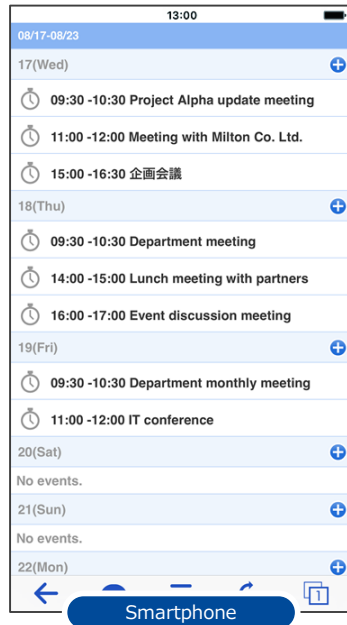 13:00
08/17-08/23
17(Wed)
09:30 -10:30 Project Alpha update meeting
11:00 -12:00 Meeting with Milton Co. Ltd.
15:00 -16:30 企画会議
18(Thu)
09:30 -10:30 Department meeting
14:00 -15:00 Lunch meeting with partners
16:00 -17:00 Event discussion meeting
19(Fri)
09:30 -10:30 Department monthly meeting
11:00 -12:00 IT conference
20(Sat)
No events.
21(Sun)
No events.
22(Mon)
1
Smartphone